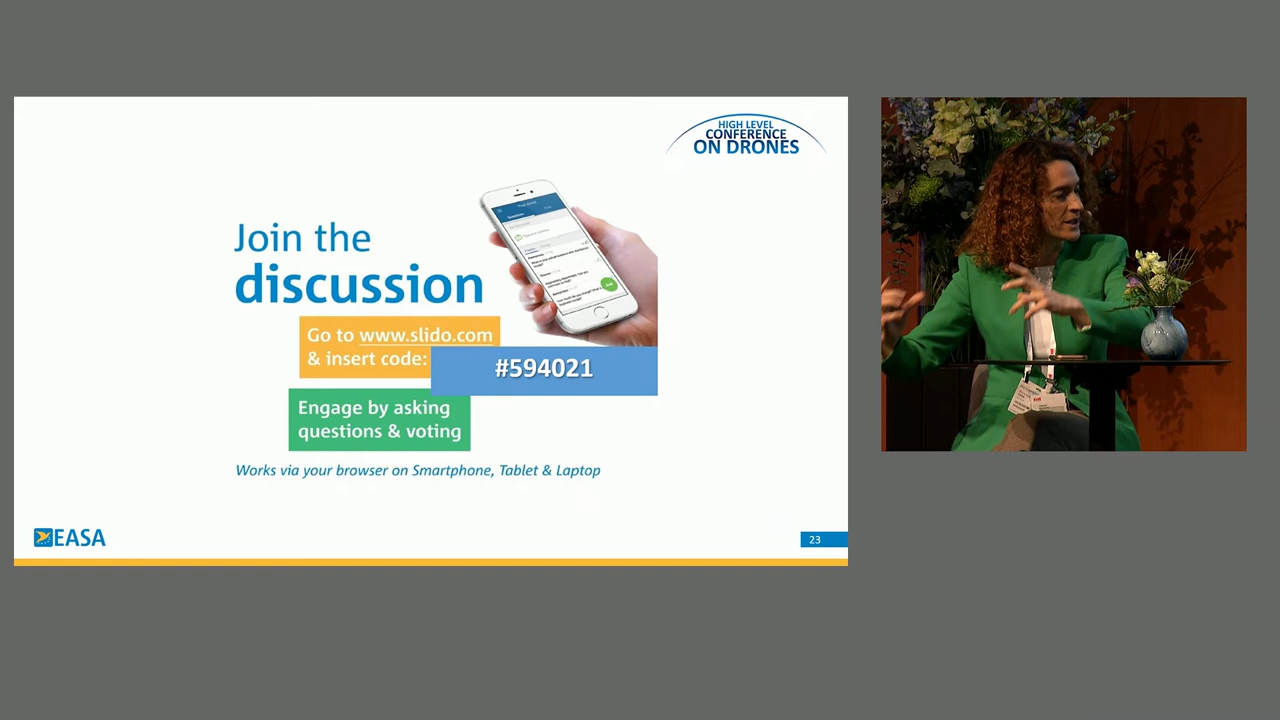 HIGH LEVEL
CONFERENCE
ON DRONES
Join the
discussion
Go to www.slido.com
& insert code:
#594021
Engage by asking
questions & voting
Works via your browser on Smartphone, Tablet & Laptop
EASA
23